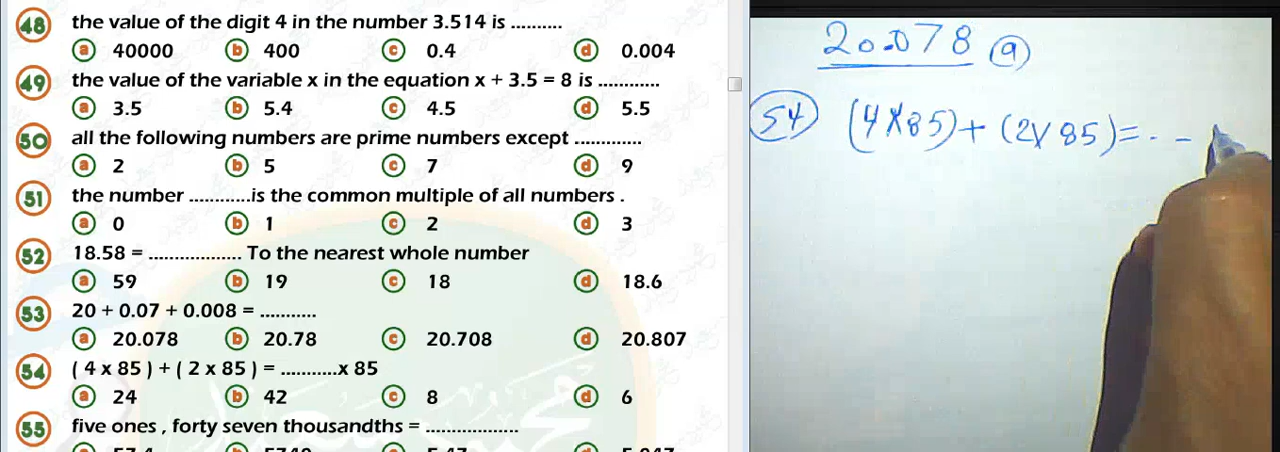 48 the value of the digit 4 in the number 3.514 is ..........
a 40000 b 400 c 0.4 d 0.004
49 the value of the variable x in the equation x + 3.5 = 8 is ............
a 3.5 b 5.4 c 4.5 d 5.5
50 all the following numbers are prime numbers except .............
a 2 b 5 c 7 d 9
51 the number ............is the common multiple of all numbers .
a 0 b 1 c 2 d 3
52 18.58 = .................. To the nearest whole number
a 59 b 19 c 18 d 18.6
53 20 + 0.07 + 0.008 = ...........
a 20.078 b 20.78 c 20.708 d 20.807
54 ( 4 x 85 ) + ( 2 x 85 ) = ...........x 85
a 24 b 42 c 8 d 6
55 five ones , forty seven thousandths = ..................
20.078 a
54 (4x85)+(2x85)=. -